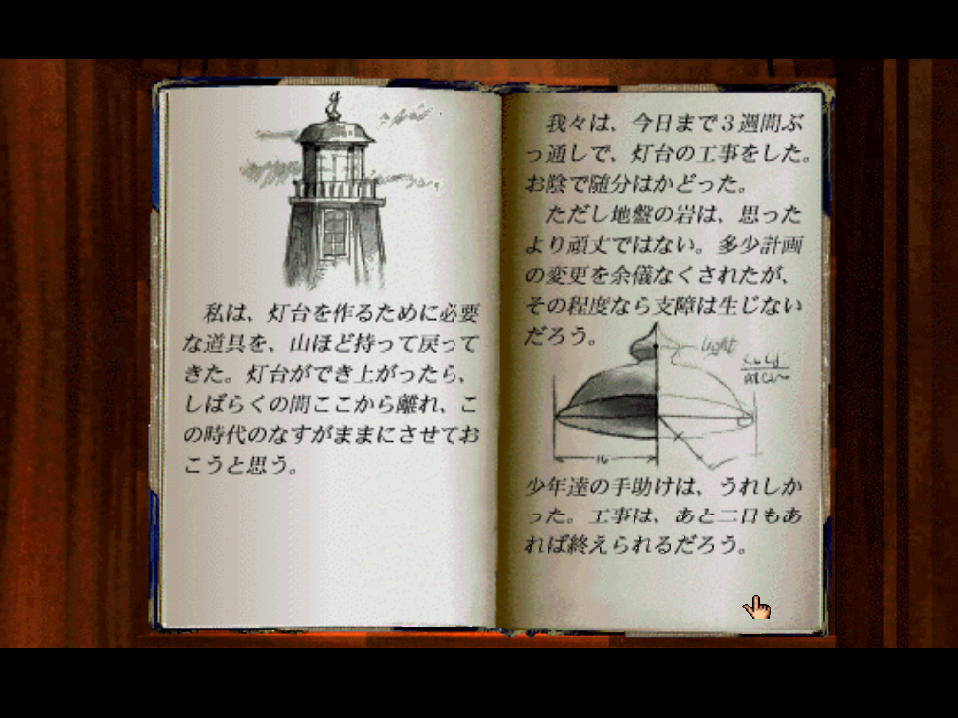 私は、灯台を作るために必要
な道具を、山ほど持って戻って
きた。灯台ができ上がったら、
しばらくの間ここから離れ、こ
の時代のなすがままにさせてお
こうと思う。
我々は、今日まで３週間ぶ
っ通しで、灯台の工事をした。
お陰で随分はかどった。
ただし地盤の岩は、思った
より頑丈ではない。多少計画
の変更を余儀なくされたが、
その程度なら支障は生じない
だろう。
light
16
少年達の手助けは、うれしか
った。工事は、あと二日もあ
れば終えられるだろう。